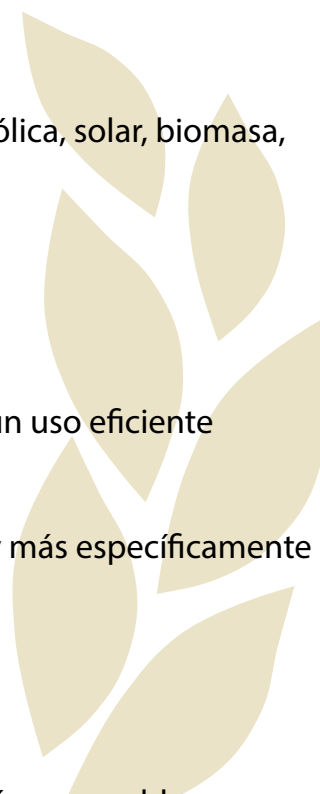 ólica, solar, biomasa,
un uso eficiente
más específicamente